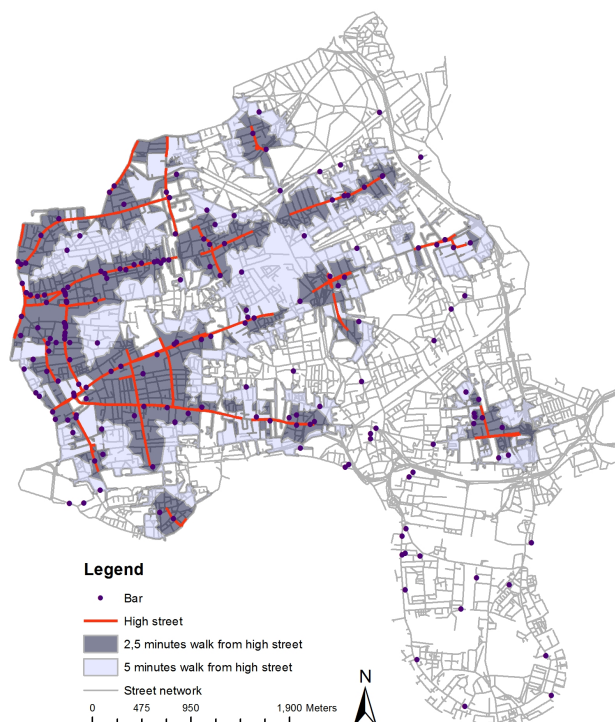 Legend
Bar
High street
2,5 minutes walk from high street
5 minutes walk from high street
Street network
N
0 475 950 1,900 Meters